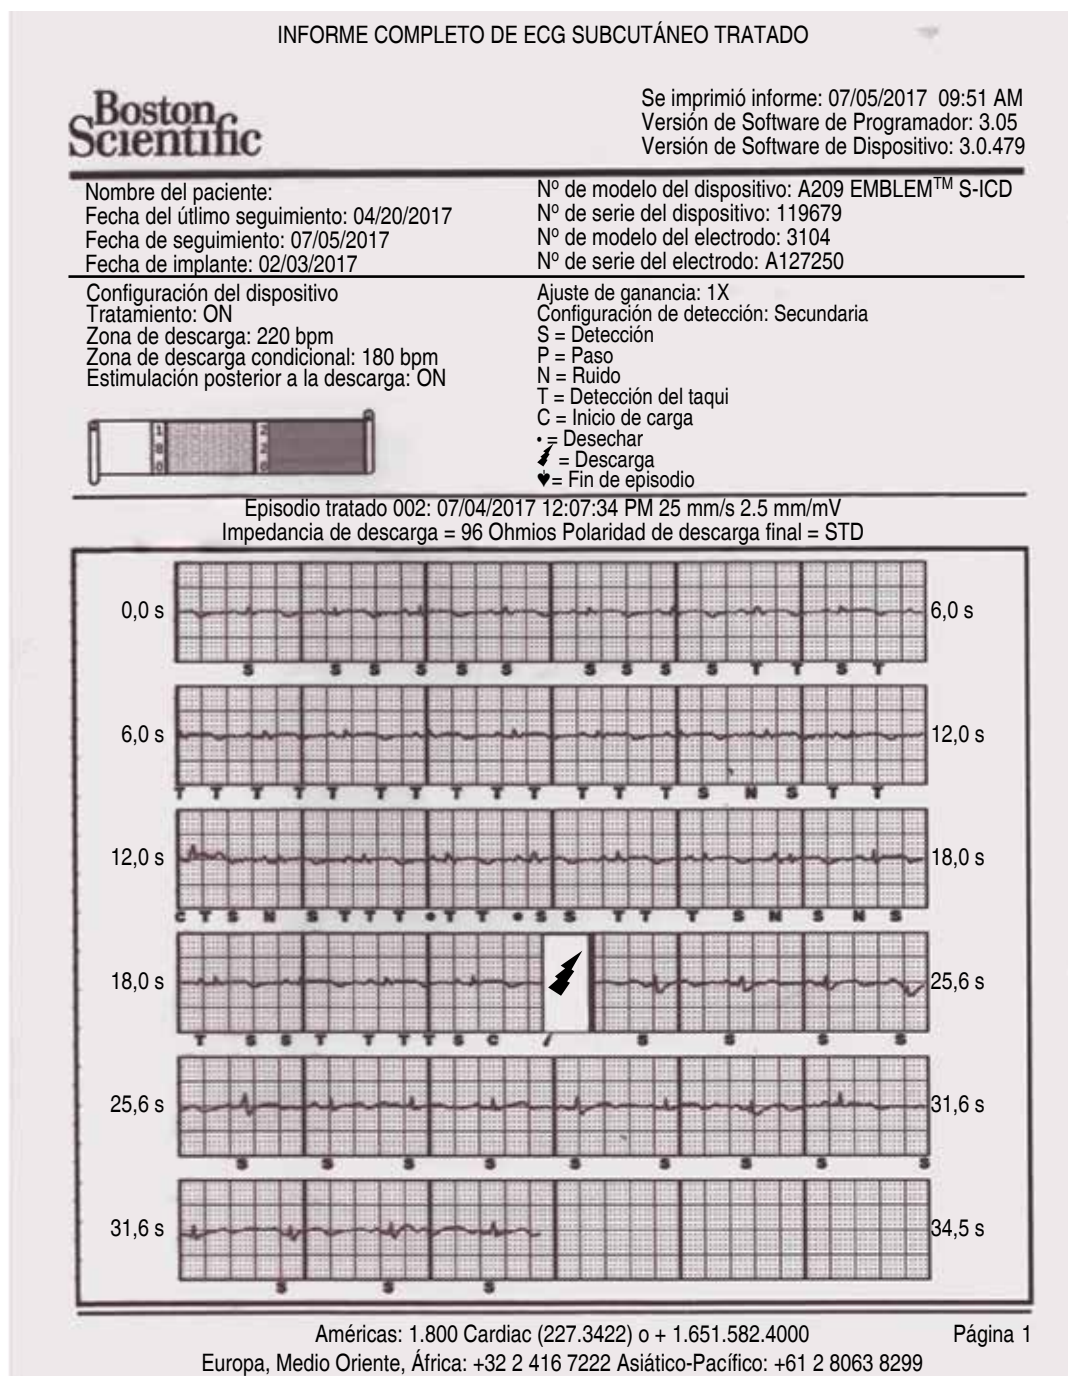 INFORME COMPLETO DE ECG SUBCUTÁNEO TRATADO
Boston
Scientific
Se imprimió informe: 07/05/2017 09:51 AM
Versión de Software de Programador: 3.05
Versión de Software de Dispositivo: 3.0.479
Nombre del paciente:
Fecha del útlimo seguimiento: 04/20/2017
Fecha de seguimiento: 07/05/2017
Fecha de implante: 02/03/2017
Nº de modelo del dispositivo: A209 EMBLEM™ S-ICD
Nº de serie del dispositivo: 119679
Nº de modelo del electrodo: 3104
Nº de serie del electrodo: A127250
Configuración del dispositivo
Tratamiento: ON
Zona de descarga: 220 bpm
Zona de descarga condicional: 180 bpm
Estimulación posterior a la descarga: ON
180
220
Ajuste de ganancia: 1X
Configuración de detección: Secundaria
S = Detección
P = Paso
N = Ruido
T = Detección del taqui
C = Inicio de carga
• = Desechar
= Descarga
♥= Fin de episodio
Episodio tratado 002: 07/04/2017 12:07:34 PM 25 mm/s 2.5 mm/mV
Impedancia de descarga = 96 Ohmios Polaridad de descarga final = STD
0,0 s
6,0 s
S S S S S S S S S S T T S T
6,0 s
12,0 s
T T T T T T T T T T T T T S N S T T
12,0 s
18,0 s
C T S N S T T T • T T • S S T T T S N S N S
18,0 s
25,6 s
T S S T T T T S C / S S S S
25,6 s
31,6 s
S S S S S S S S S
31,6 s
34,5 s
S S S
Américas: 1.800 Cardiac (227.3422) o + 1.651.582.4000
Página 1
Europa, Medio Oriente, África: +32 2 416 7222 Asiático-Pacífico: +61 2 8063 8299